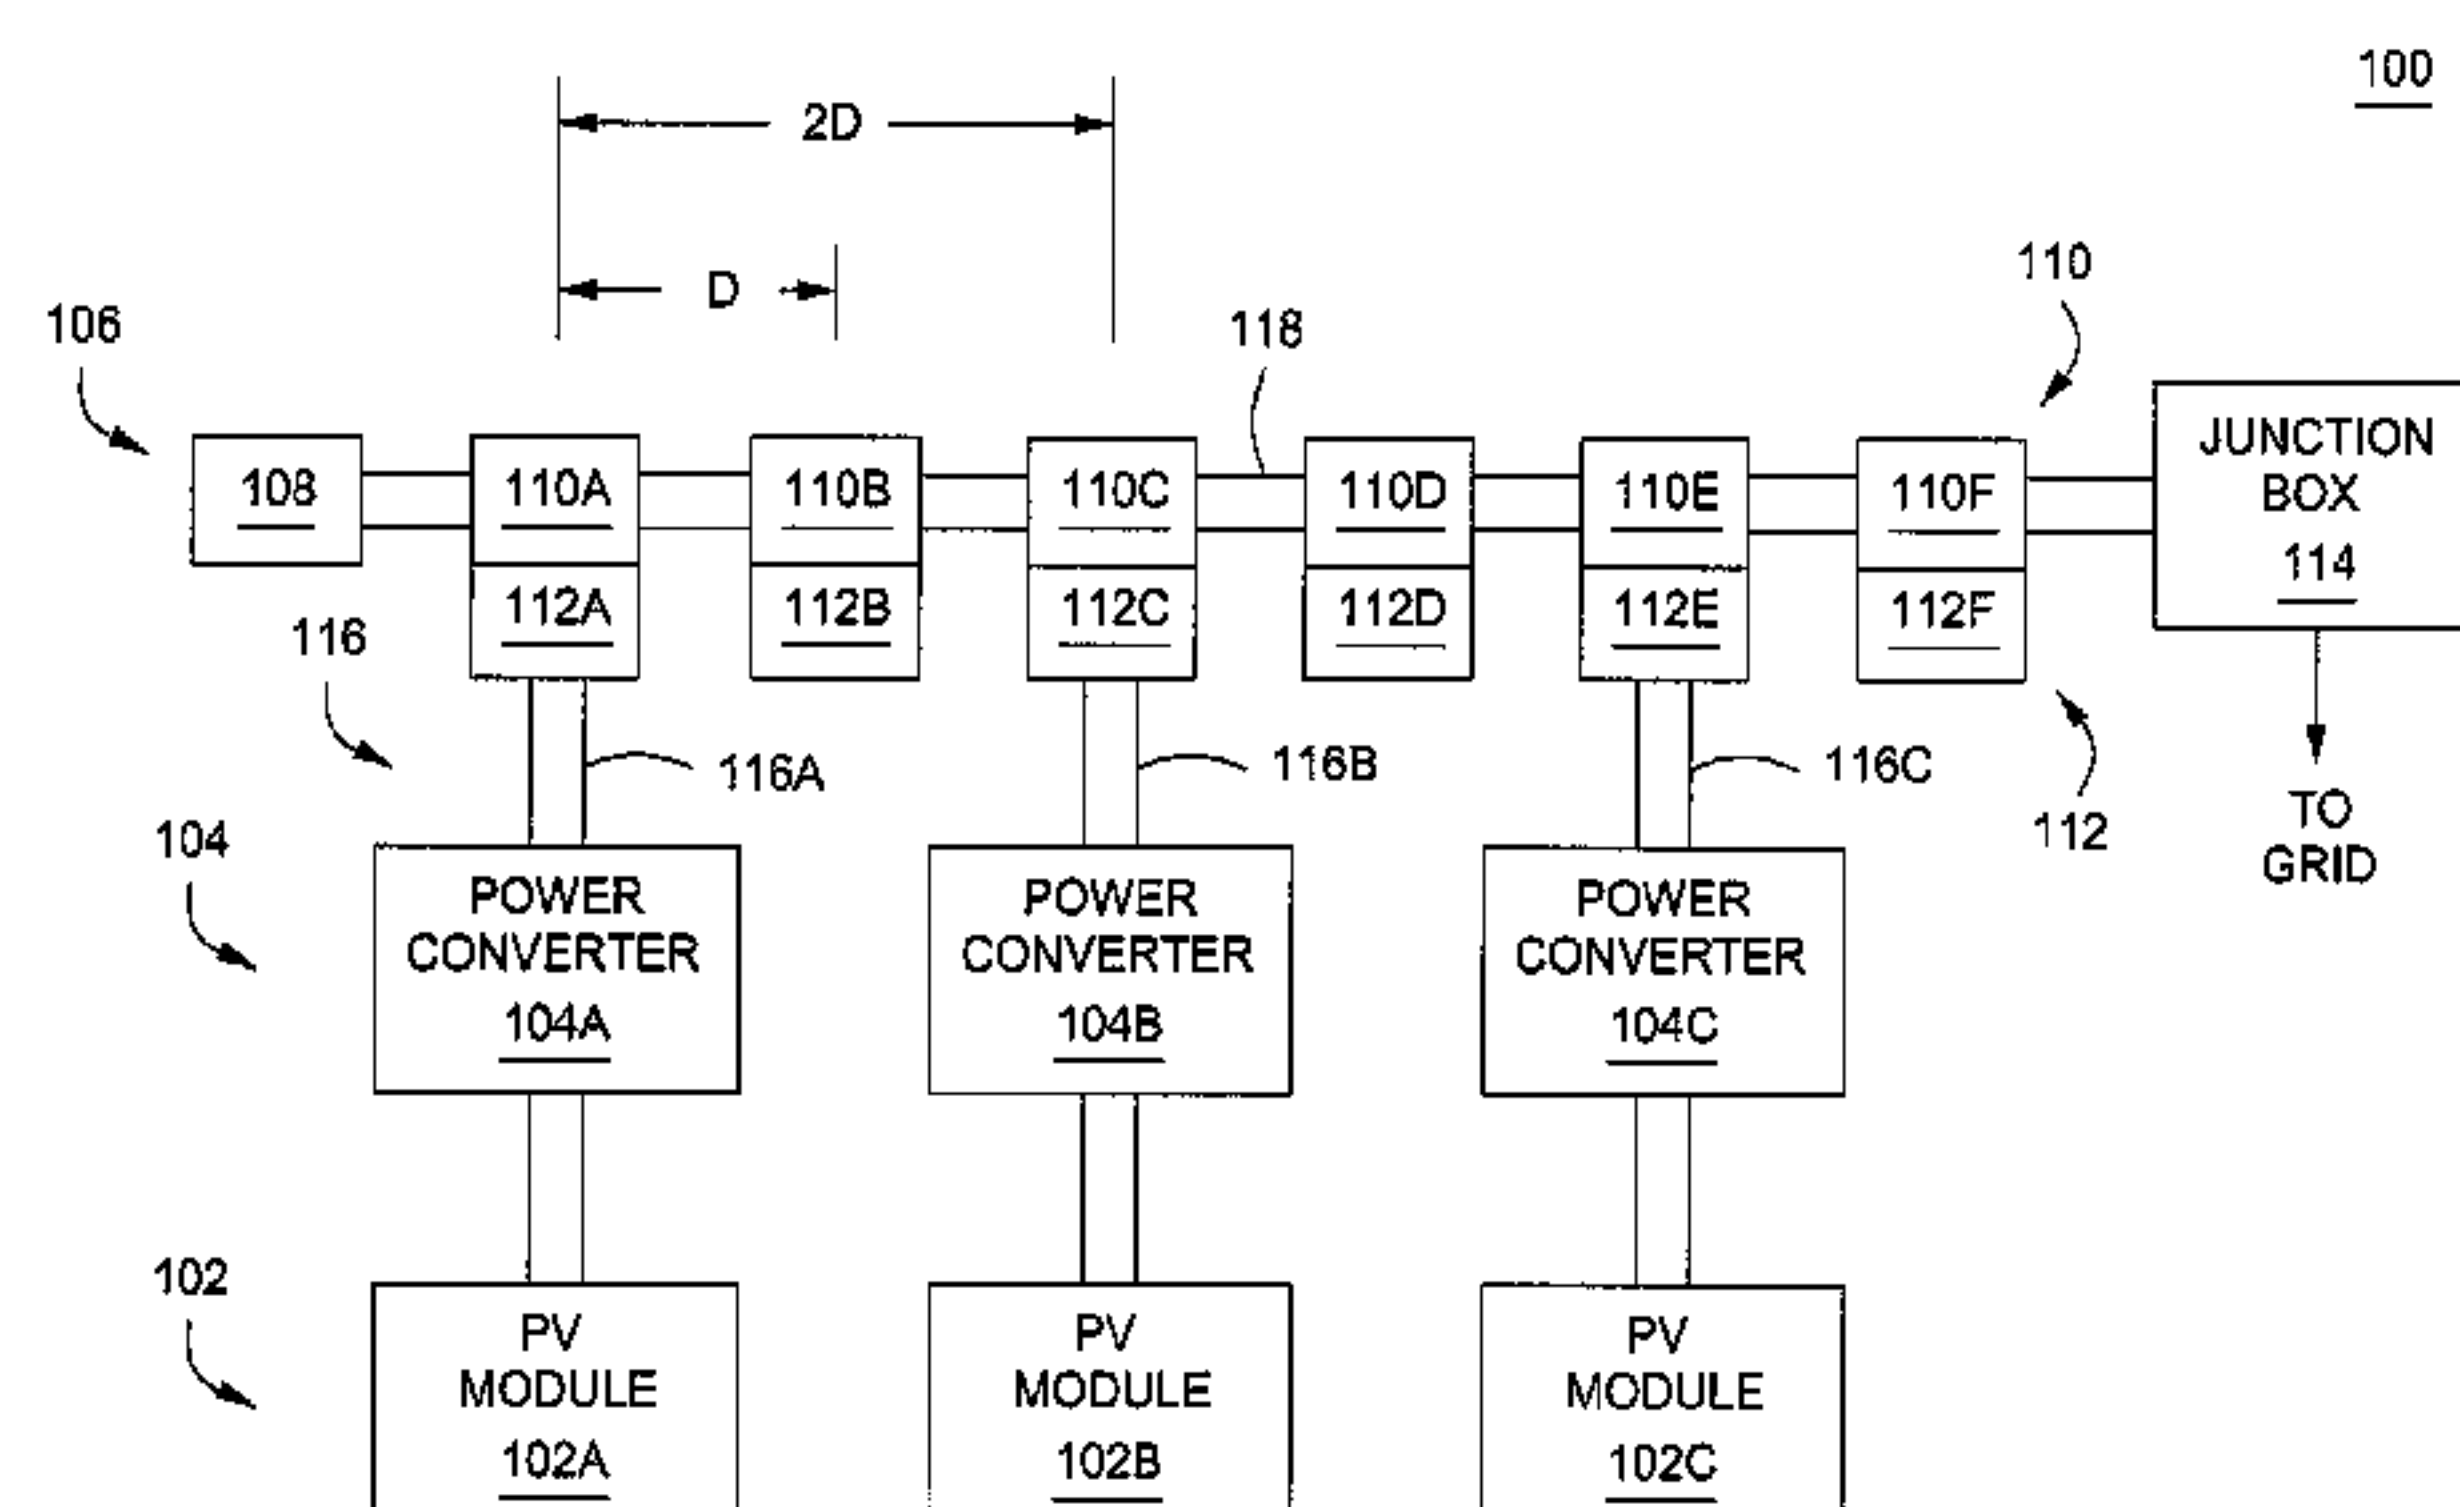 100
2D
D
110
118
106
108
110A
110B
110C
110D
110E
110F
JUNCTION
BOX
114
112A
112B
112C
112D
112E
112F
116
116A
116B
116C
112
TO
GRID
104
POWER
CONVERTER
104A
POWER
CONVERTER
104B
POWER
CONVERTER
104C
102
PV
MODULE
102A
PV
MODULE
102B
PV
MODULE
102C